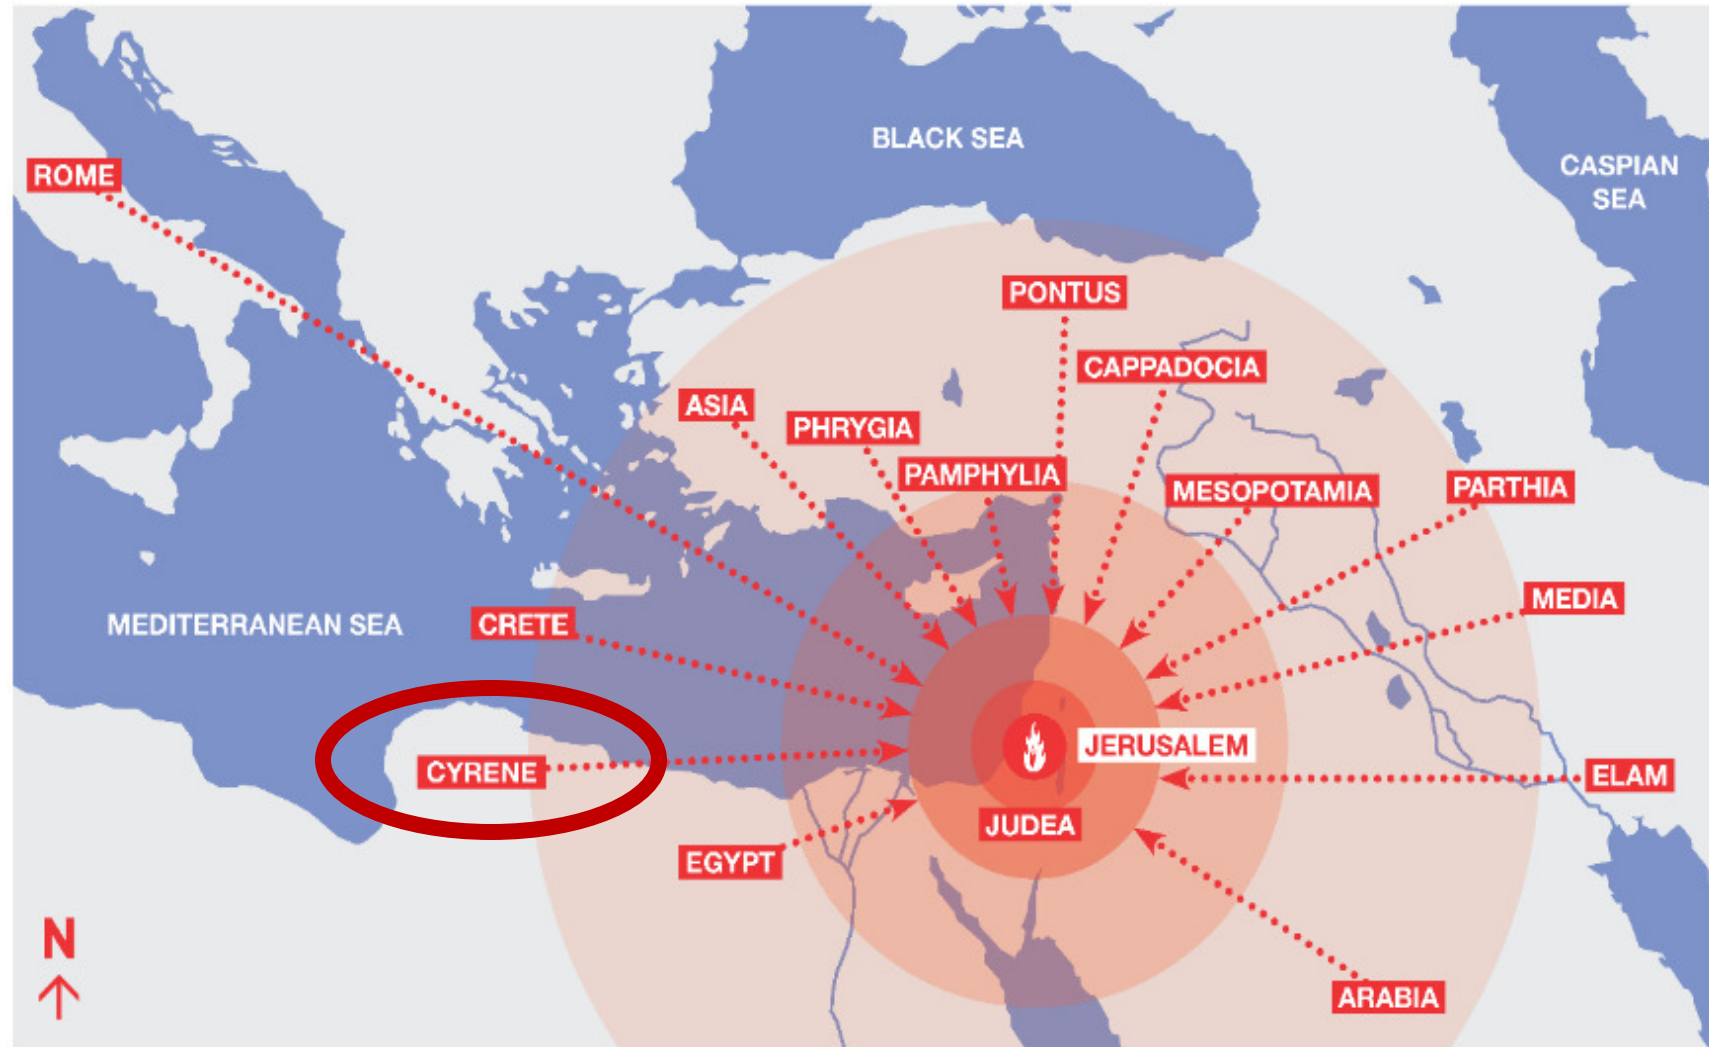 BLACK SEA
CASPIAN
SEA
ROME
PONTUS
CAPPADOCIA
ASIA
PHRYGIA
PAMPHYLIA
MESOPOTAMIA
PARTHIA
MEDIA
MEDITERRANEAN SEA
CRETE
JERUSALEM
CYRENE
ELAM
JUDEA
EGYPT
N
ARABIA